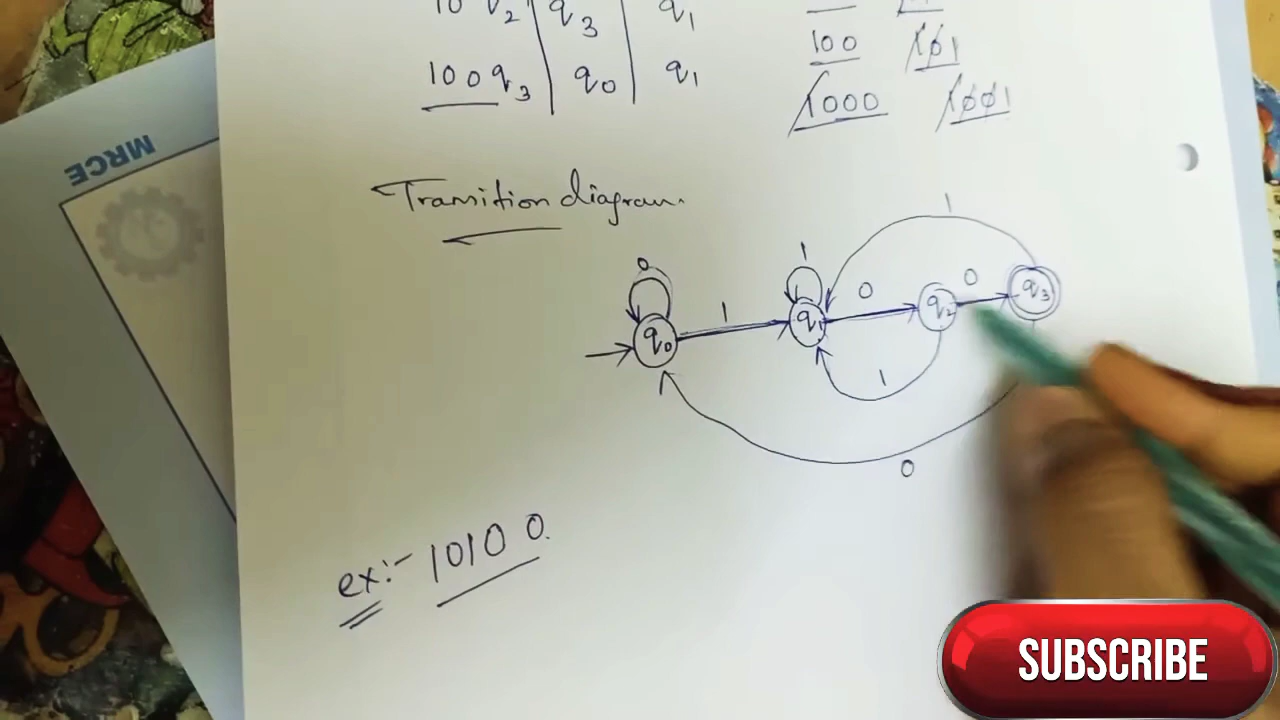 10 q2 | q3 | q1
100 q3 | q0 | q1
100 101
1000 1001
MRCE
Transition diagram.
0 1 1 0 0 1
q0 q1 q2 q3
1
0
ex:- 10100.
SUBSCRIBE